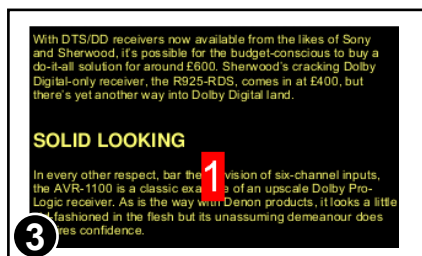 With DTS/DD receivers now available from the likes of Sony
and Sherwood, it's possible for the budget-conscious to buy a
do-it-all solution for around £600. Sherwood's cracking Dolby
Digital-only receiver, the R925-RDS, comes in at £400, but
there's yet another way into Dolby Digital land.
SOLID LOOKING
In every other respect, bar the vision of six-channel inputs,
the AVR-1100 is a classic of an upscale Dolby Pro-
Logic receiver. As is the way with Denon products, it looks a little
fashioned in the flesh but its unassuming demeanour does
confidence.
1
3